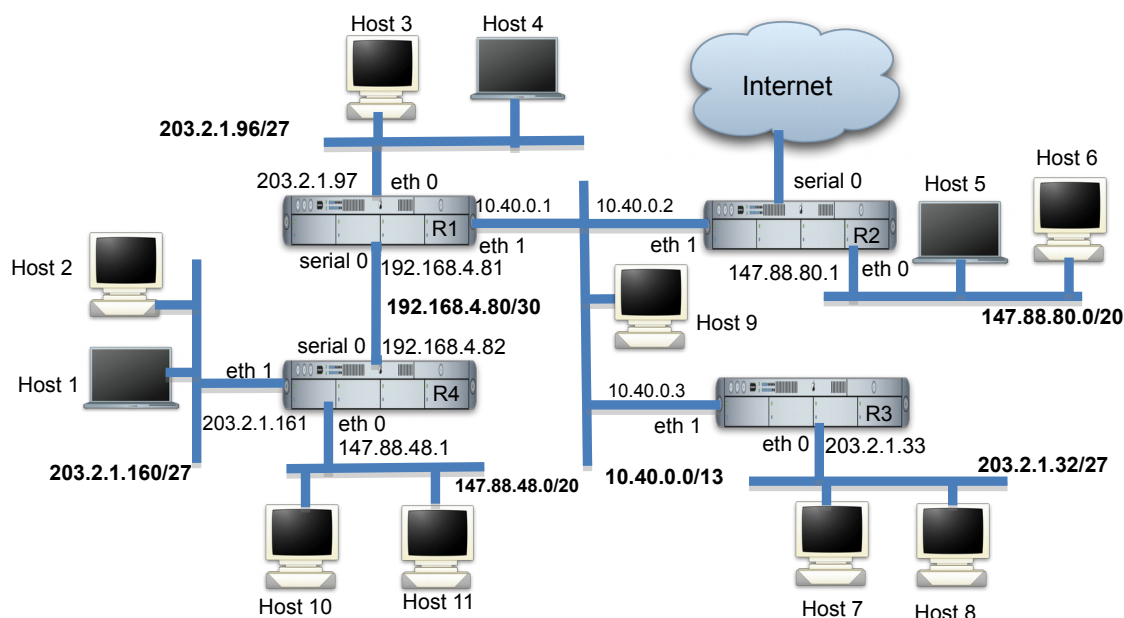 Host 3
Host 4
Internet
203.2.1.96/27
Host 6
Host 5
203.2.1.97
eth 0
serial 0
10.40.0.1
10.40.0.2
R1
R2
eth 1
eth 1
serial 0
192.168.4.81
147.88.80.1
eth 0
Host 2
192.168.4.80/30
147.88.80.0/20
Host 9
serial 0
192.168.4.82
Host 1
eth 1
R4
10.40.0.3
R3
203.2.1.161
eth 0
eth 1
147.88.48.1
eth 0
203.2.1.33
203.2.1.160/27
147.88.48.0/20
10.40.0.0/13
203.2.1.32/27
Host 10
Host 11
Host 7
Host 8